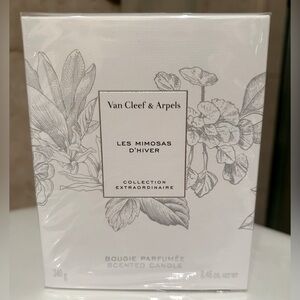 Van Cleef & Arpels
LES MIMOSAS
D'HIVER
COLLECTION
EXTRAORDINAIRE
BOUGIE PARFUMÉE
SCENTED CANDLE